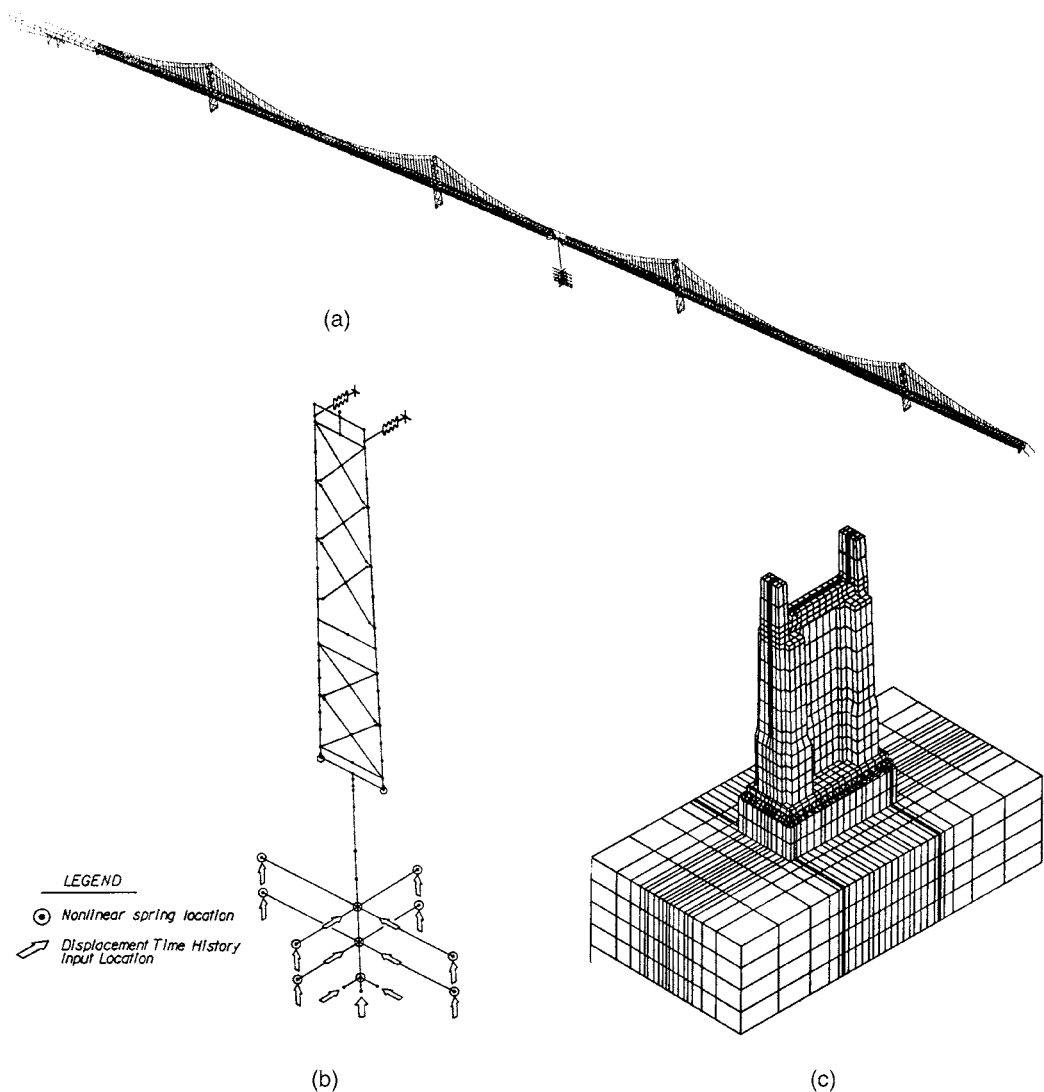 (a)
LEGEND
Nonlinear spring location
Displacement Time History
Input Location
(b)
(c)